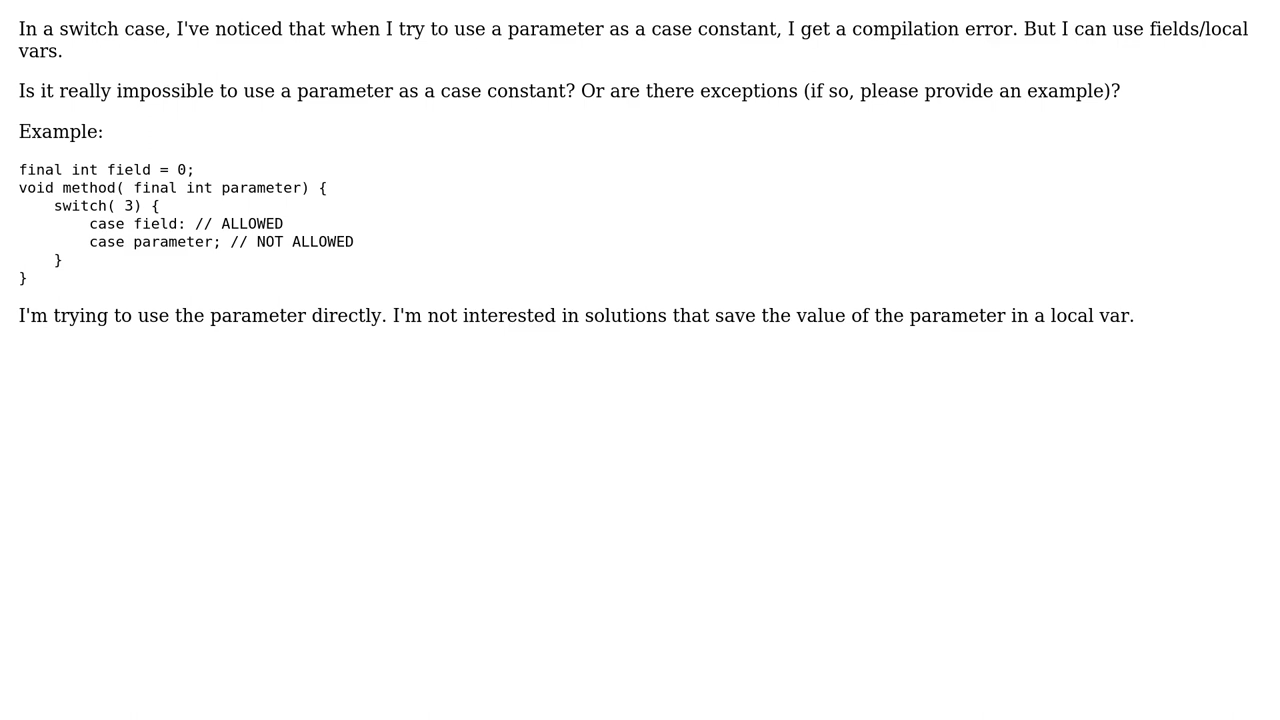 In a switch case, I've noticed that when I try to use a parameter as a case constant, I get a compilation error. But I can use fields/local
vars.
Is it really impossible to use a parameter as a case constant? Or are there exceptions (if so, please provide an example)?
Example:
final int field = 0;
void method( final int parameter) {
    switch( 3) {
        case field: // ALLOWED
        case parameter; // NOT ALLOWED
    }
}
I'm trying to use the parameter directly. I'm not interested in solutions that save the value of the parameter in a local var.